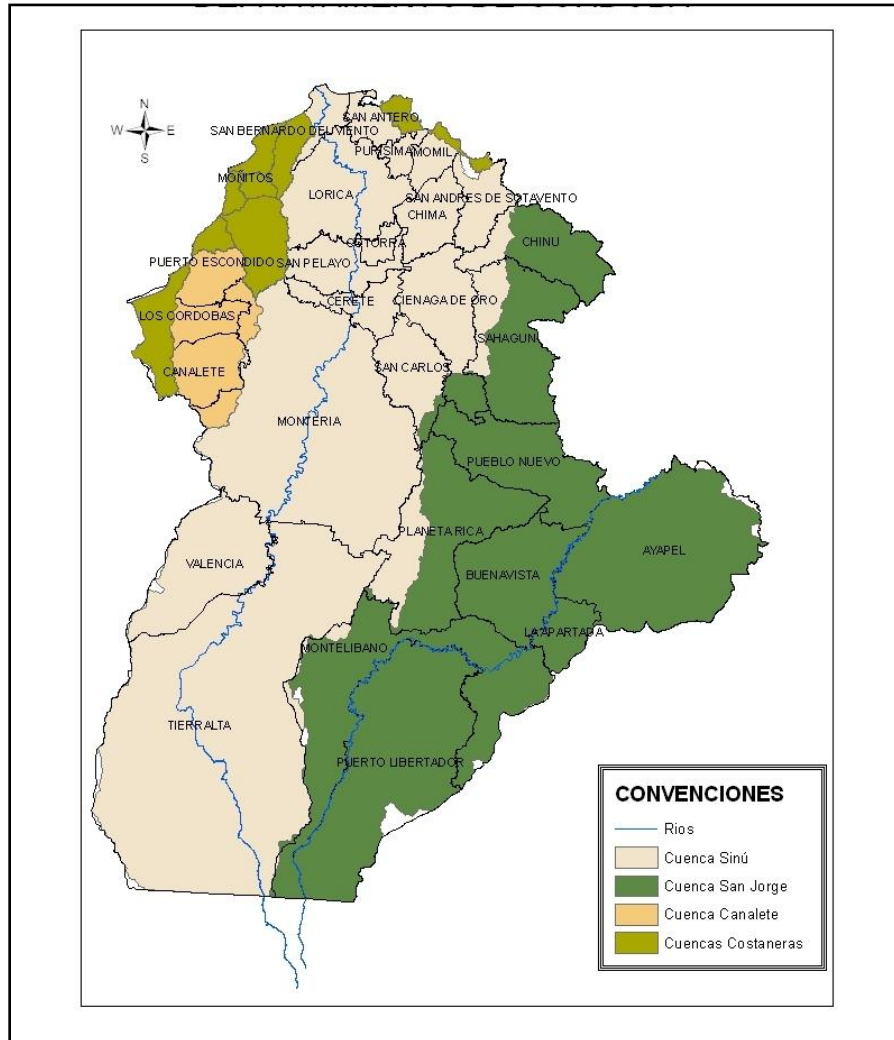 N
W E
S
SAN ANTERO
SAN BERNARDO DEL VIENTO
PURISIMA
MOMIL
MOÑITOS
LORICA
SAN ANDRES DE SOTAVENTO
CHIMA
COTORRA
CHINU
PUERTO ESCONDIDO
SAN PELAYO
CERETE
CIENAGA DE ORO
LOS CORDOBAS
SAHAGUN
CANALETE
SAN CARLOS
MONTERIA
PUEBLO NUEVO
PLANETA RICA
AYAPEL
VALENCIA
BUENAVISTA
LA APARTADA
MONTELIBANO
TIERRALTA
PUERTO LIBERTADOR
CONVENCIONES
Rios
Cuenca Sinú
Cuenca San Jorge
Cuenca Canalete
Cuencas Costaneras